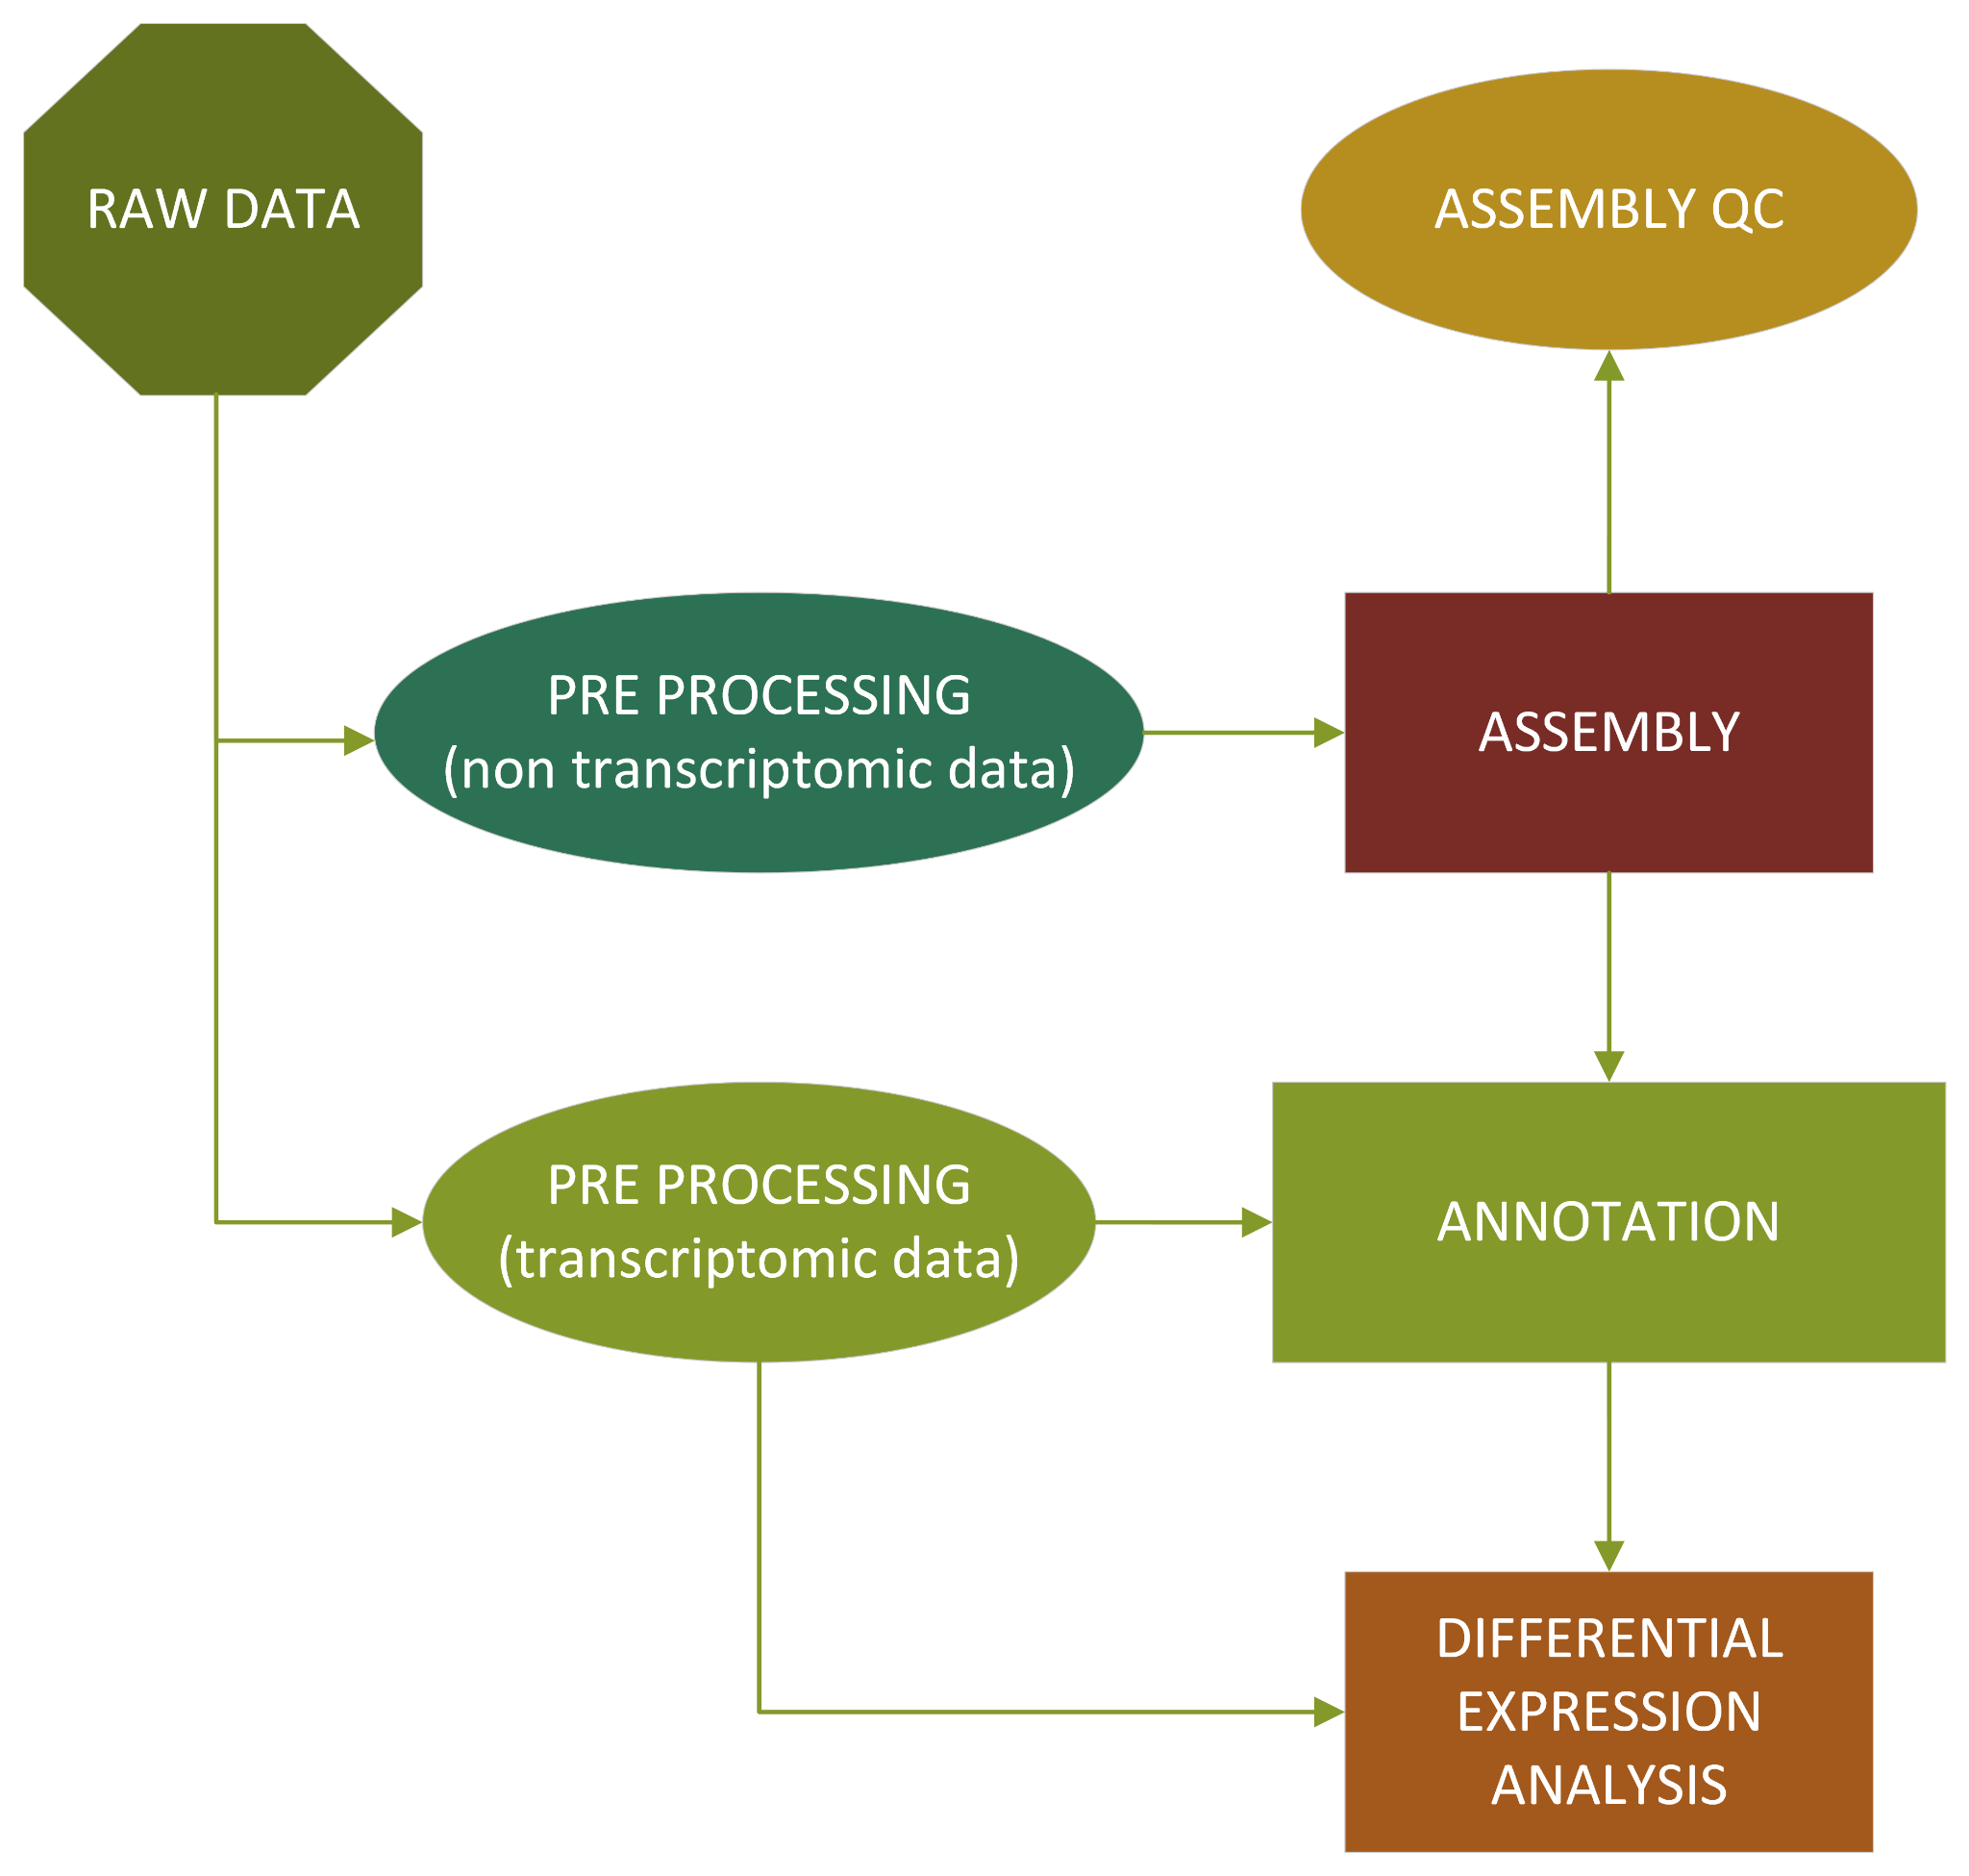 RAW DATA
ASSEMBLY QC
PRE PROCESSING
(non transcriptomic data)
ASSEMBLY
PRE PROCESSING
(transcriptomic data)
ANNOTATION
DIFFERENTIAL
EXPRESSION
ANALYSIS